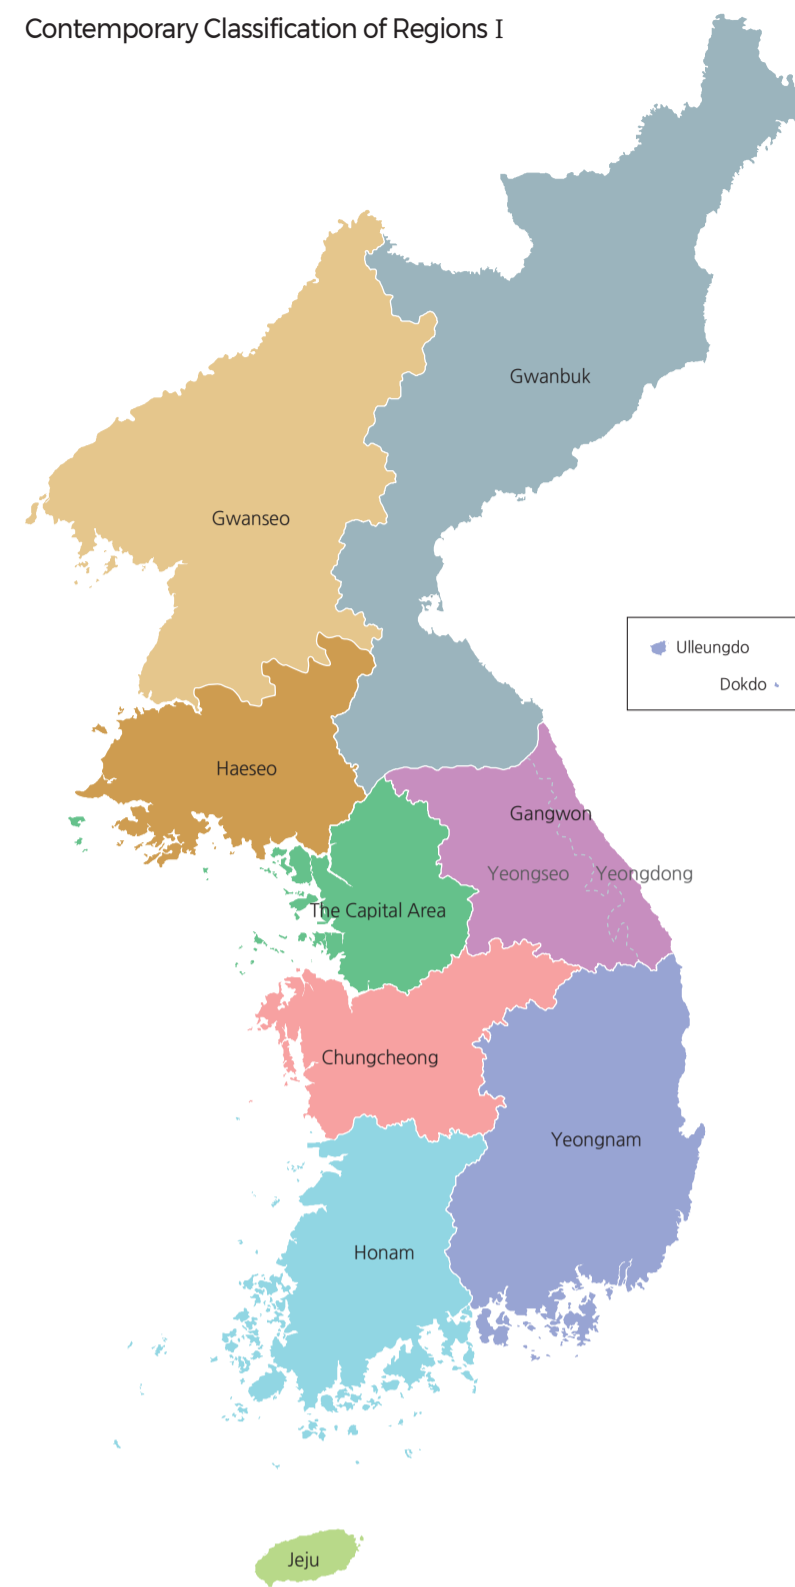 Contemporary Classification of Regions I
Gwanbuk
Gwanseo
Ulleungdo
Dokdo
Haeseo
Gangwon
Yeongseo
Yeongdong
The Capital Area
Chungcheong
Yeongnam
Honam
Jeju